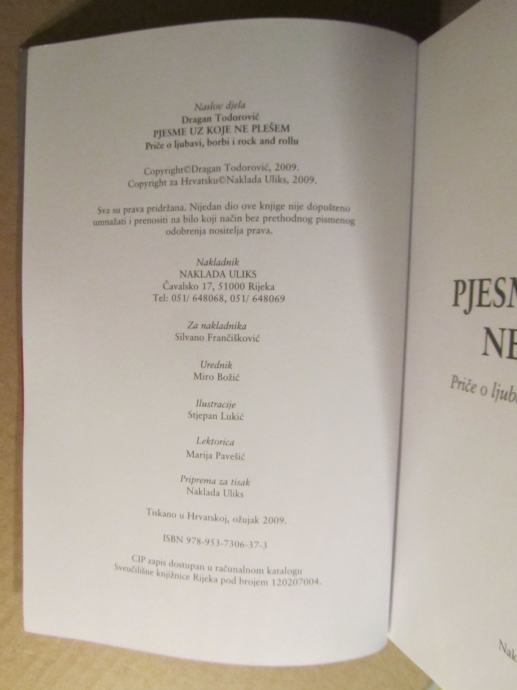 Naslov djela
Dragan Todorović
PJESME UZ KOJE NE PLEŠEM
Priče o ljubavi, borbi i rock and rollu
Copyright©Dragan Todorović, 2009.
Copyright za Hrvatsku©Naklada Uliks, 2009.
Sva su prava pridržana. Nijedan dio ove knjige nije dopušteno
umnažati i prenositi na bilo koji način bez prethodnog pismenog
odobrenja nositelja prava.
Nakladnik
NAKLADA ULIKS
Čavalsko 17, 51000 Rijeka
Tel: 051/ 648068, 051/ 648069
Za nakladnika
Silvano Frančišković
Urednik
Miro Božić
Ilustracije
Stjepan Lukić
Lektorica
Marija Pavešić
Priprema za tisak
Naklada Uliks
Tiskano u Hrvatskoj, ožujak 2009.
ISBN 978-953-7306-37-3
CIP zapis dostupan u računalnom katalogu
Sveučilišne knjižnice Rijeka pod brojem 120207004.
PJESM
NE
Priče o ljub
Nak